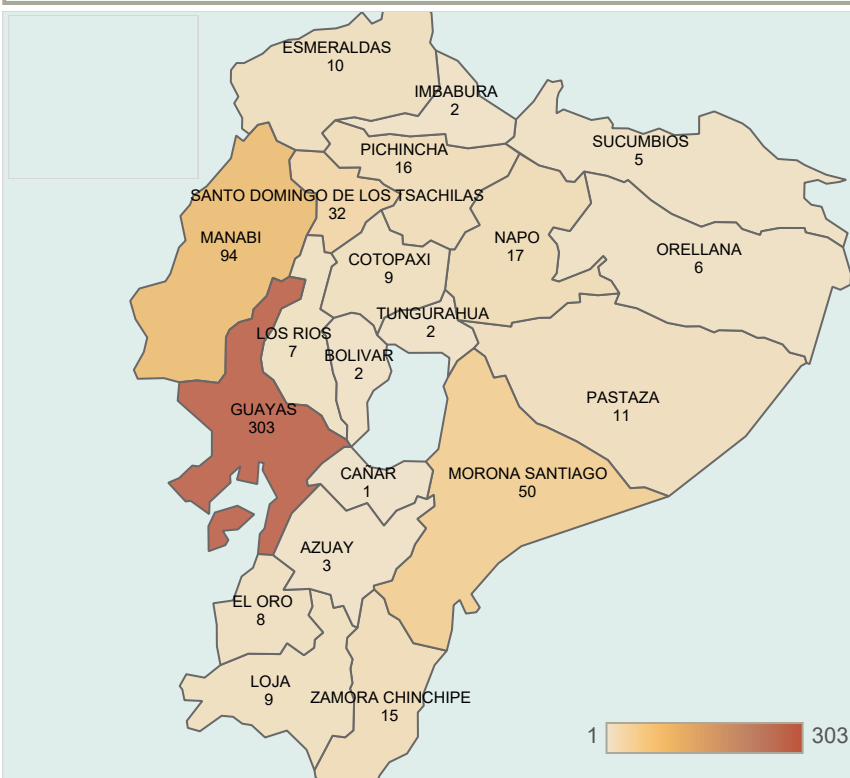 ESMERALDAS
10
IMBABURA
2
SUCUMBIOS
5
PICHINCHA
16
SANTO DOMINGO DE LOS TSACHILAS
32
MANABI
94
NAPO
17
ORELLANA
6
COTOPAXI
9
TUNGURAHUA
2
LOS RIOS
7
BOLIVAR
2
PASTAZA
11
GUAYAS
303
CAÑAR
1
MORONA SANTIAGO
50
AZUAY
3
EL ORO
8
LOJA
9
ZAMORA CHINCHIPE
15
1 303